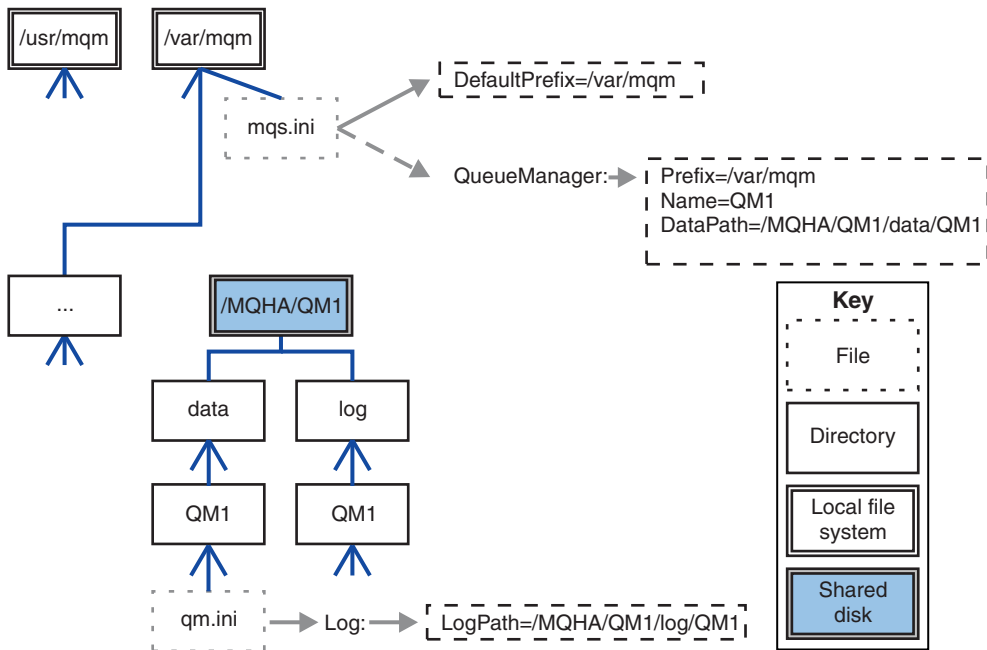 /usr/mqm
/var/mqm
DefaultPrefix=/var/mqm
mqs.ini
QueueManager:
Prefix=/var/mqm
Name=QM1
DataPath=/MQHA/QM1/data/QM1
...
/MQHA/QM1
data
log
QM1
QM1
qm.ini
Log:
LogPath=/MQHA/QM1/log/QM1
Key
File
Directory
Local file
system
Shared
disk